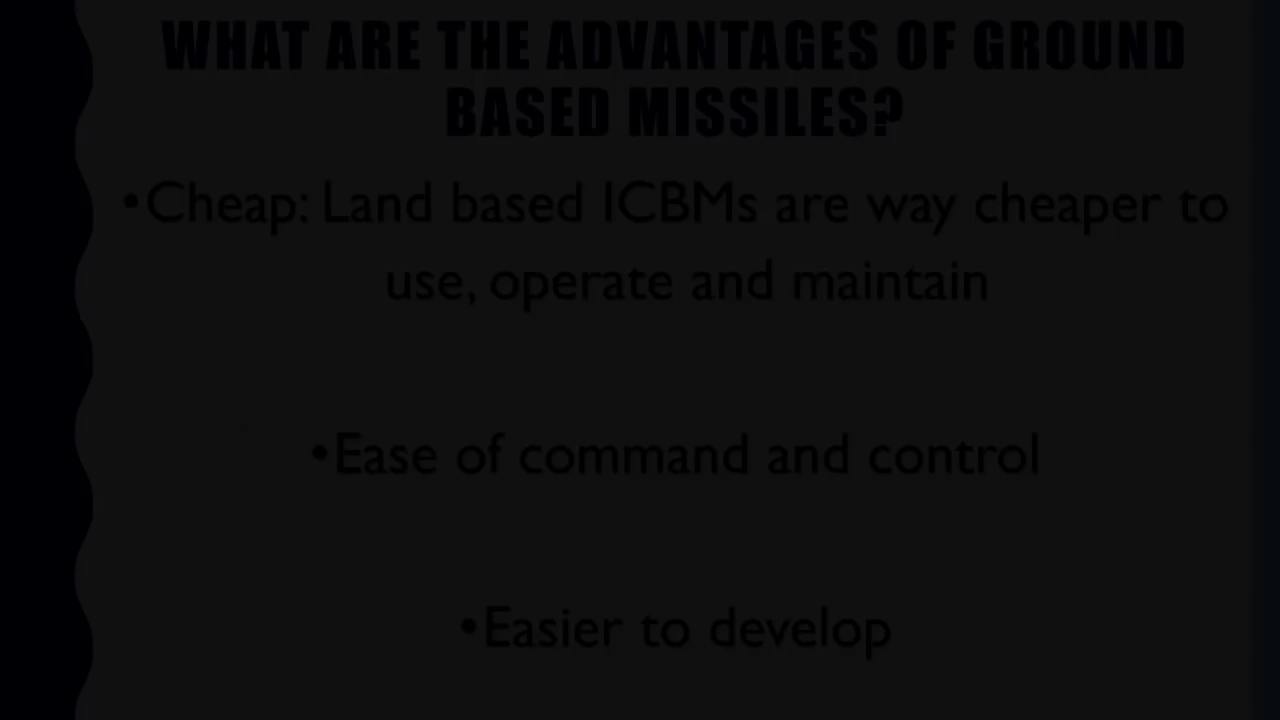 WHAT ARE THE ADVANTAGES OF GROUND
BASED MISSILES?
•Cheap: Land based ICBMs are way cheaper to
use, operate and maintain
•Ease of command and control
•Easier to develop